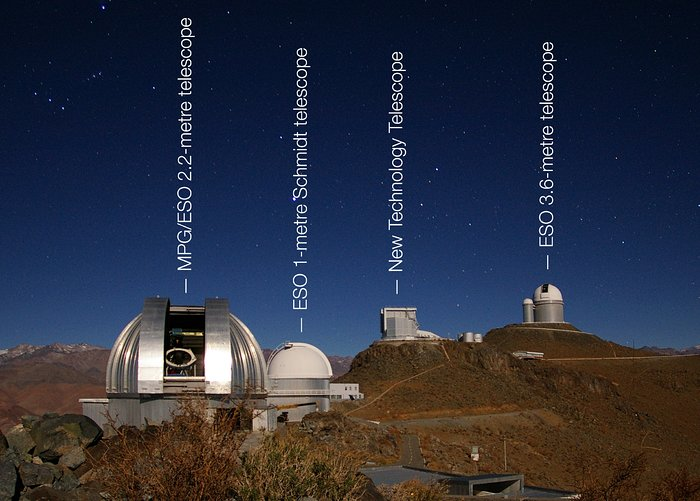 MPG/ESO 2.2-metre telescope
ESO 1-metre Schmidt telescope
New Technology Telescope
ESO 3.6-metre telescope